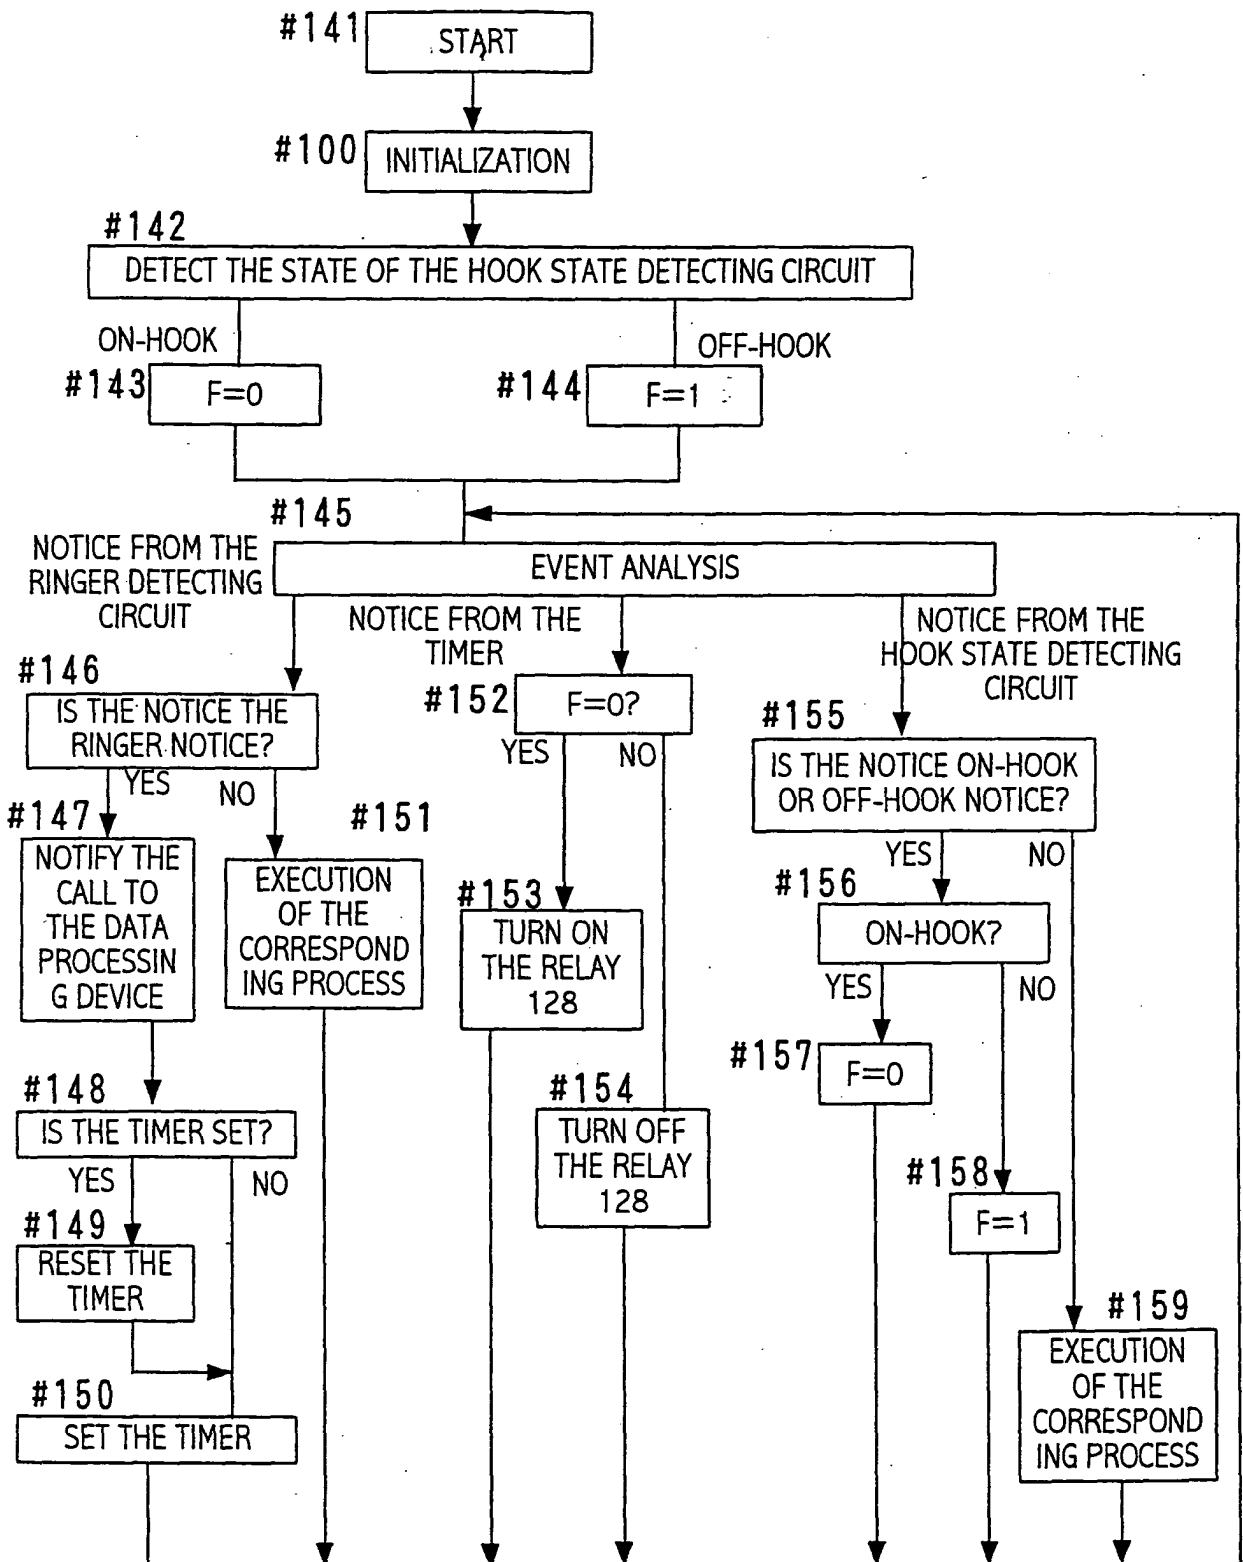 #141
START
#100
INITIALIZATION
#142
DETECT THE STATE OF THE HOOK STATE DETECTING CIRCUIT
ON-HOOK
OFF-HOOK
#143
F=0
#144
F=1
#145
EVENT ANALYSIS
NOTICE FROM THE
RINGER DETECTING
CIRCUIT
NOTICE FROM THE
TIMER
NOTICE FROM THE
HOOK STATE DETECTING
CIRCUIT
#146
IS THE NOTICE THE
RINGER NOTICE?
YES
NO
#147
NOTIFY THE
CALL TO
THE DATA
PROCESSIN
G DEVICE
#151
EXECUTION
OF THE
CORRESPOND
ING PROCESS
#148
IS THE TIMER SET?
YES
NO
#149
RESET THE
TIMER
#150
SET THE TIMER
#152
F=0?
YES
NO
#153
TURN ON
THE RELAY
128
#154
TURN OFF
THE RELAY
128
#155
IS THE NOTICE ON-HOOK
OR OFF-HOOK NOTICE?
YES
NO
#156
ON-HOOK?
YES
NO
#157
F=0
#158
F=1
#159
EXECUTION
OF THE
CORRESPOND
ING PROCESS